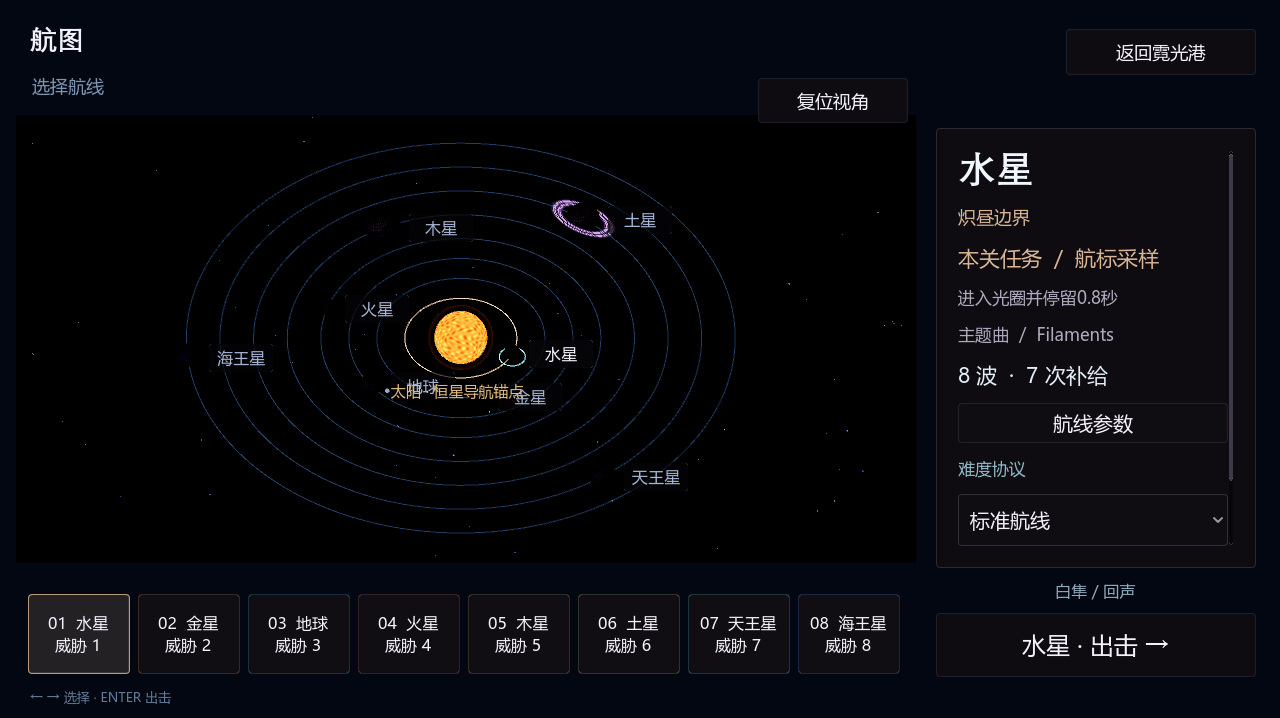 航图
返回霓光港
选择航线
复位视角
水星
炽昼边界
本关任务 / 航标采样
进入光圈并停留0.8秒
主题曲 / Filaments
8 波 · 7 次补给
航线参数
难度协议
标准航线
土星
木星
火星
水星
海王星
地球
太阳 恒星导航锚点
金星
天王星
白隼 / 回声
水星 · 出击 →
01 水星
威胁 1
02 金星
威胁 2
03 地球
威胁 3
04 火星
威胁 4
05 木星
威胁 5
06 土星
威胁 6
07 天王星
威胁 7
08 海王星
威胁 8
← → 选择 · ENTER 出击